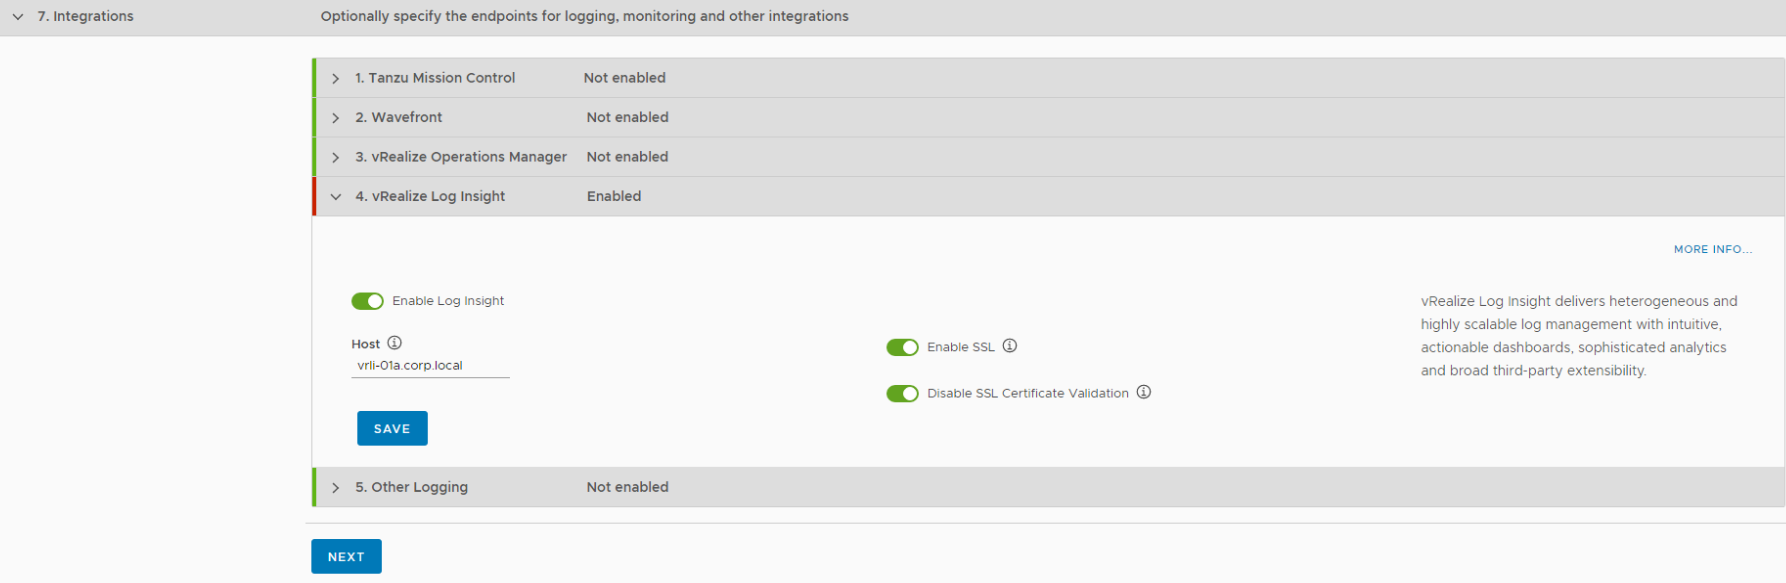 7. Integrations Optionally specify the endpoints for logging, monitoring and other integrations
1. Tanzu Mission Control Not enabled
2. Wavefront Not enabled
3. vRealize Operations Manager Not enabled
4. vRealize Log Insight Enabled
MORE INFO...
Enable Log Insight
Host
vrli-01a.corp.local
SAVE
Enable SSL
Disable SSL Certificate Validation
vRealize Log Insight delivers heterogeneous and
highly scalable log management with intuitive,
actionable dashboards, sophisticated analytics
and broad third-party extensibility.
5. Other Logging Not enabled
NEXT